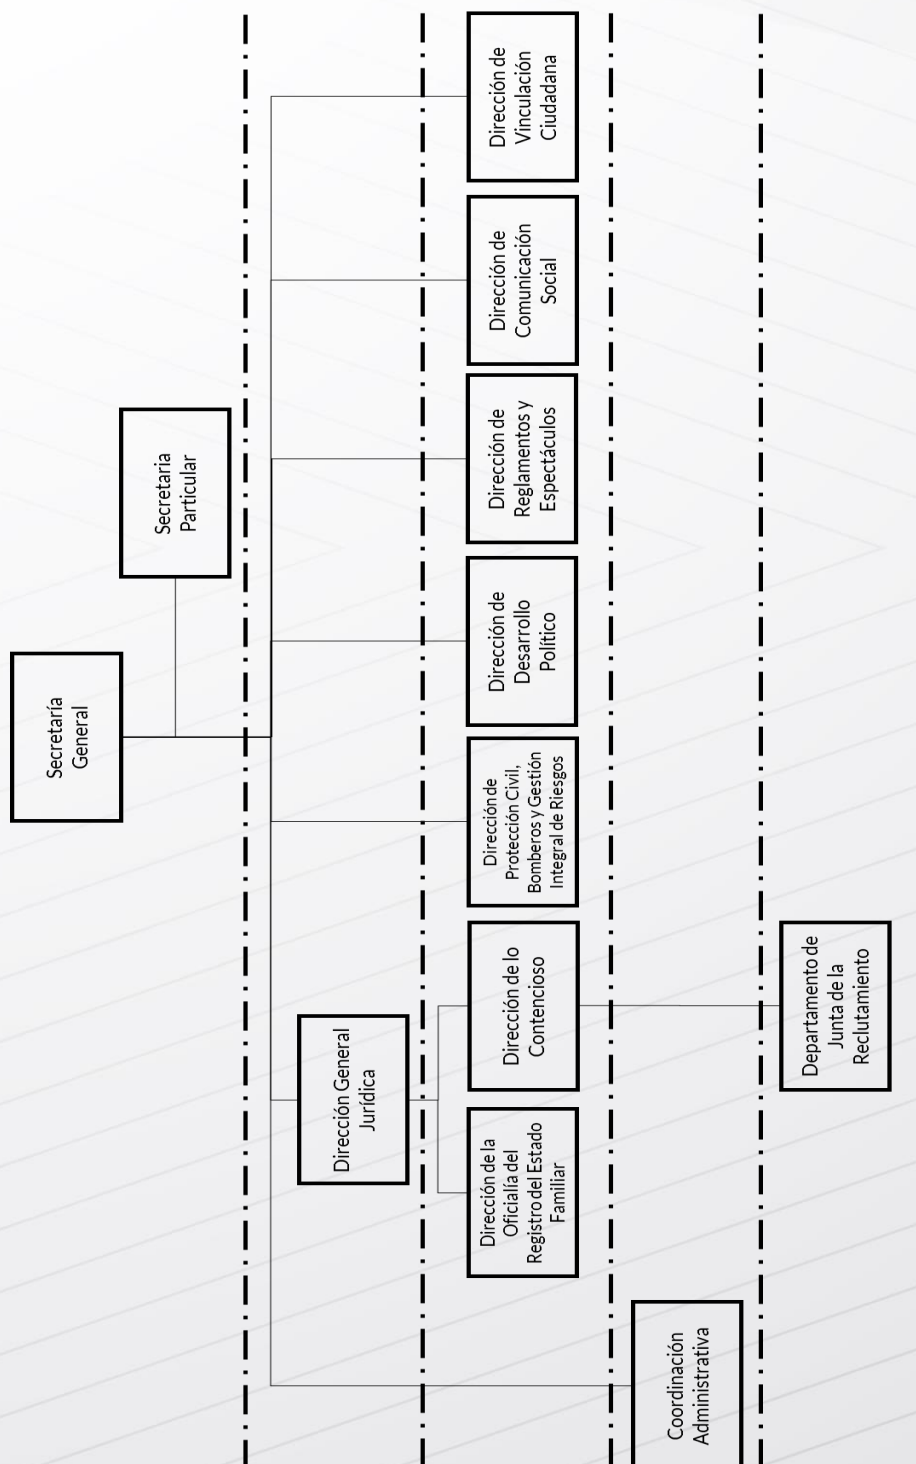 Secretaría
General
Secretaria
Particular
Dirección General
Jurídica
Dirección de la
Oficialía del
Registro del Estado
Familiar
Dirección de lo
Contencioso
Dirección de
Protección Civil,
Bomberos y Gestión
Integral de Riesgos
Dirección de
Desarrollo
Político
Dirección de
Reglamentos y
Espectáculos
Dirección de
Comunicación
Social
Dirección de
Vinculación
Ciudadana
Coordinación
Administrativa
Departamento de
Junta de la
Reclutamiento